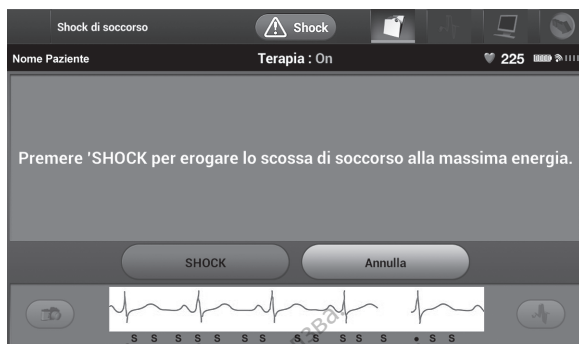 Shock di soccorso
Shock
Nome Paziente
Terapia : On
225
Premere 'SHOCK per erogare lo scossa di soccorso alla massima energia.
SHOCK
Annulla
S S S S S S S S S S S • S S